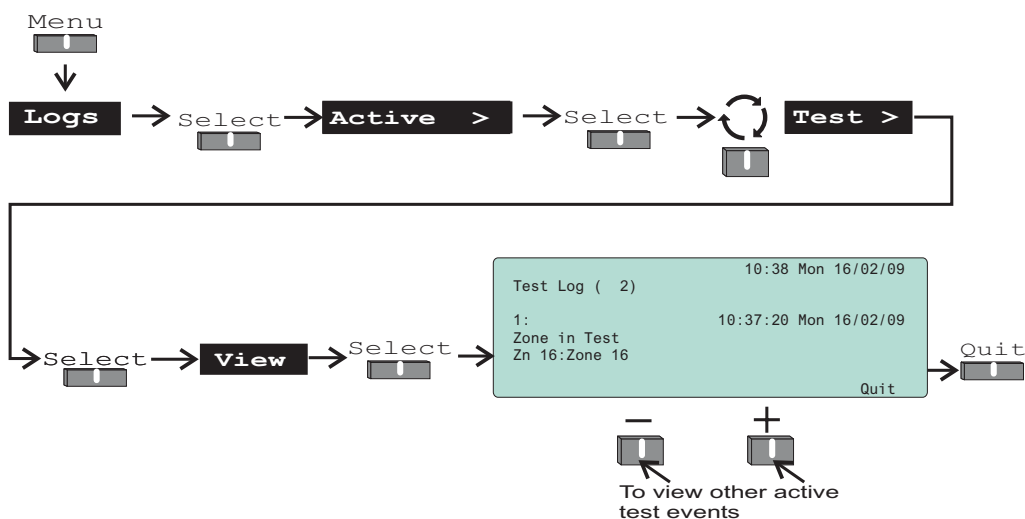 Menu
Logs
Select
Active >
Select
Test >
Select
View
Select
10:38 Mon 16/02/09
Test Log ( 2)
1: 10:37:20 Mon 16/02/09
Zone in Test
Zn 16:Zone 16
Quit
Quit
− +
To view other active
test events